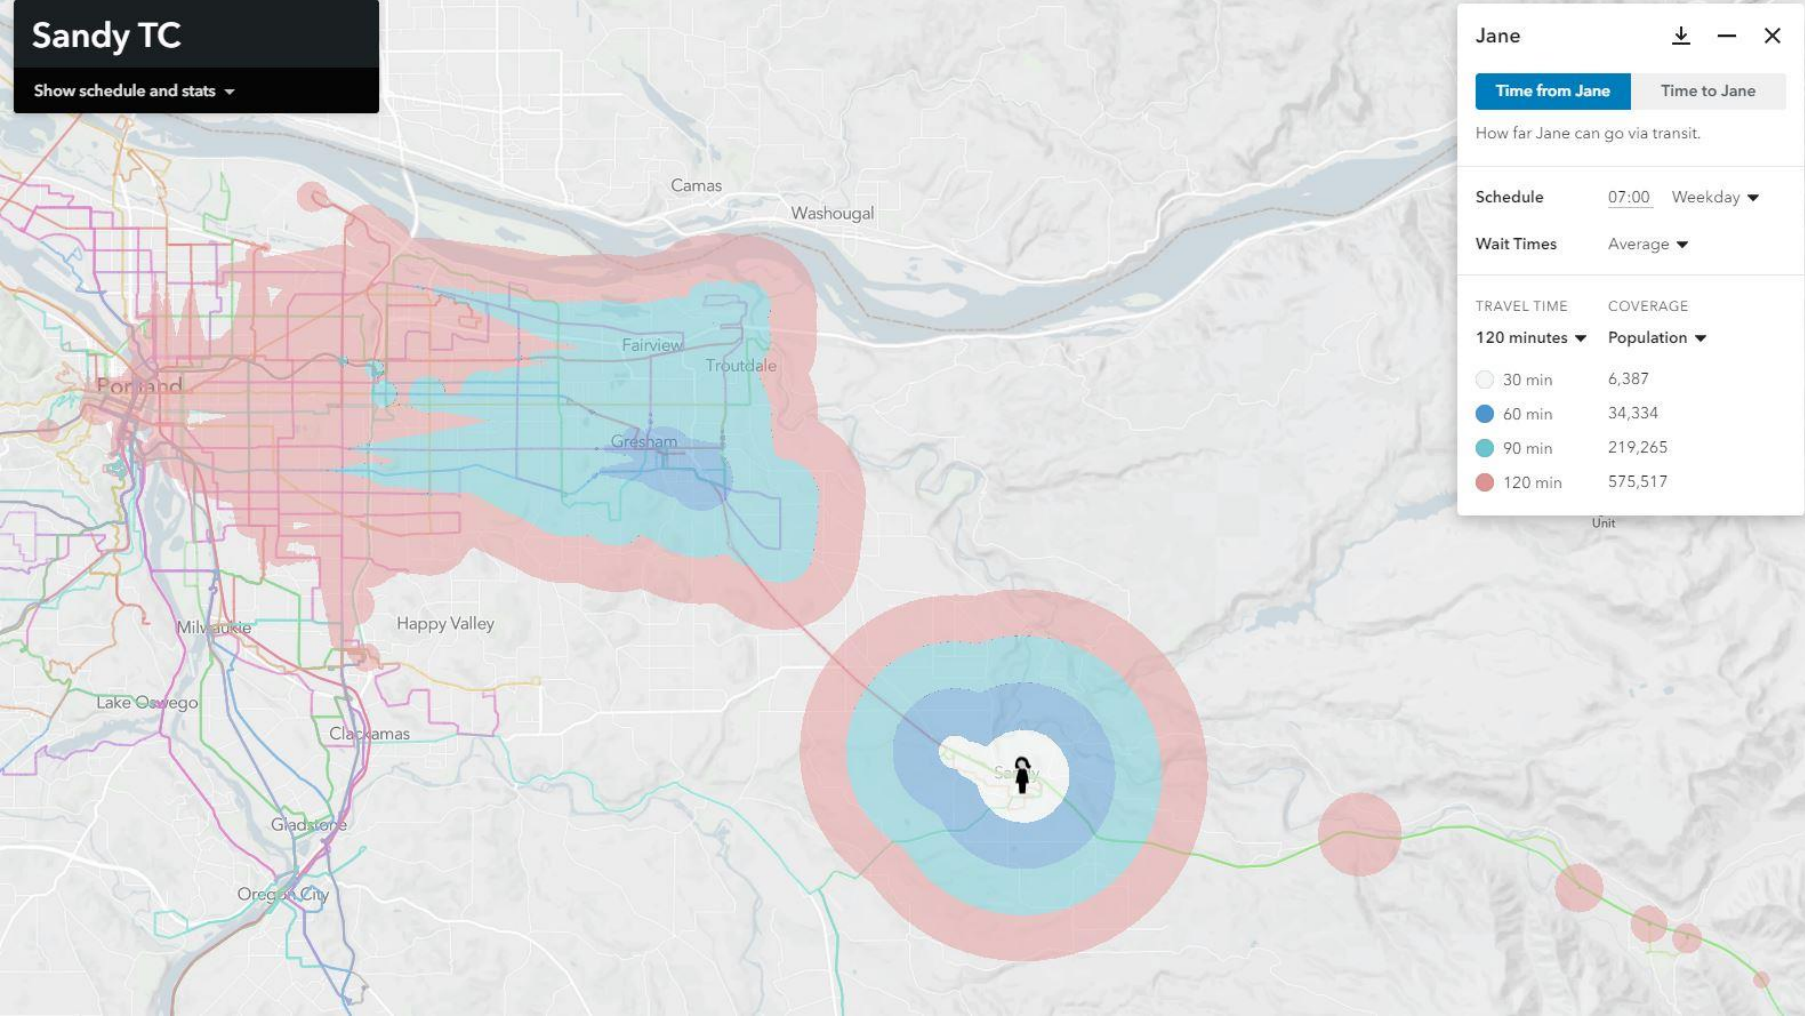 Sandy TC
Show schedule and stats
Jane
Time from Jane
Time to Jane
How far Jane can go via transit.
Schedule 07:00 Weekday
Wait Times Average
TRAVEL TIME COVERAGE
120 minutes Population
30 min 6,387
60 min 34,334
90 min 219,265
120 min 575,517
Unit
Camas
Washougal
Fairview
Troutdale
Portland
Gresham
Happy Valley
Milwaukie
Lake Oswego
Clackamas
Sandy
Gladstone
Oregon City